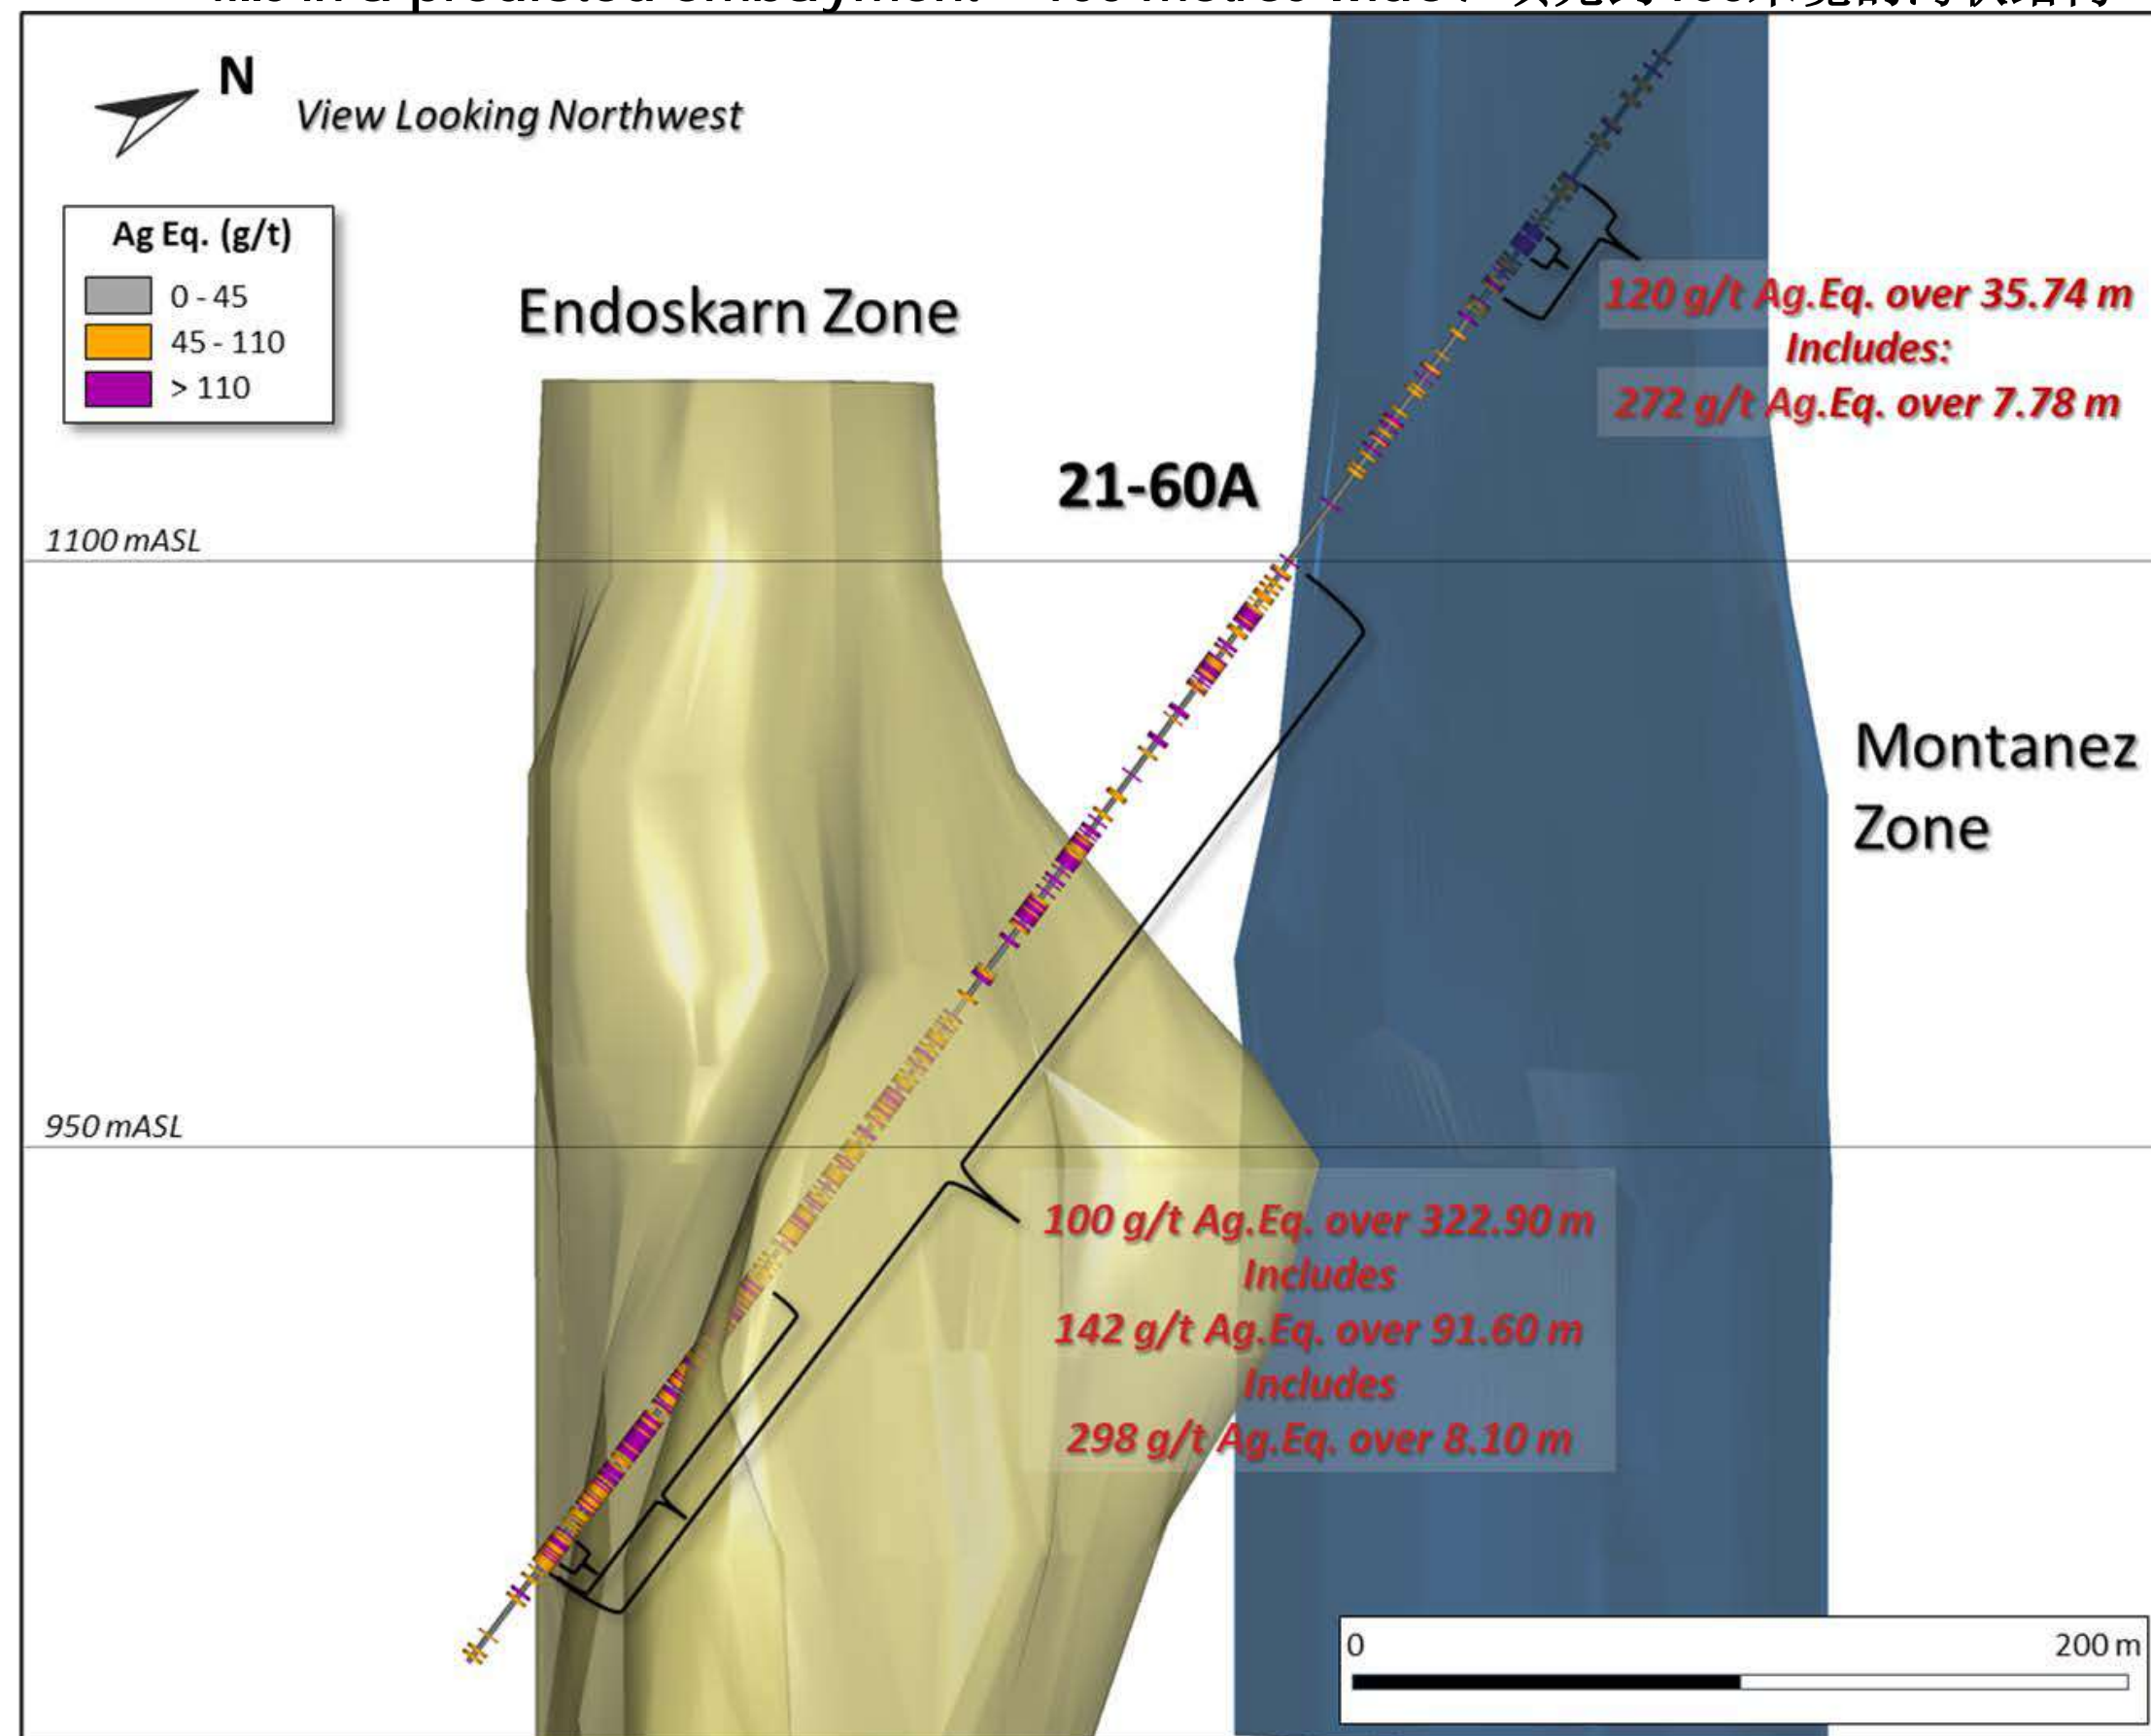 N
View Looking Northwest
Ag Eq. (g/t)
0 - 45
45 - 110
> 110
Endoskarn Zone
120 g/t Ag.Eq. over 35.74 m
Includes:
272 g/t Ag.Eq. over 7.78 m
21-60A
1100 mASL
Montanez
Zone
950 mASL
100 g/t Ag.Eq. over 322.90 m
Includes
142 g/t Ag.Eq. over 91.60 m
Includes
298 g/t Ag.Eq. over 8.10 m
0 200 m